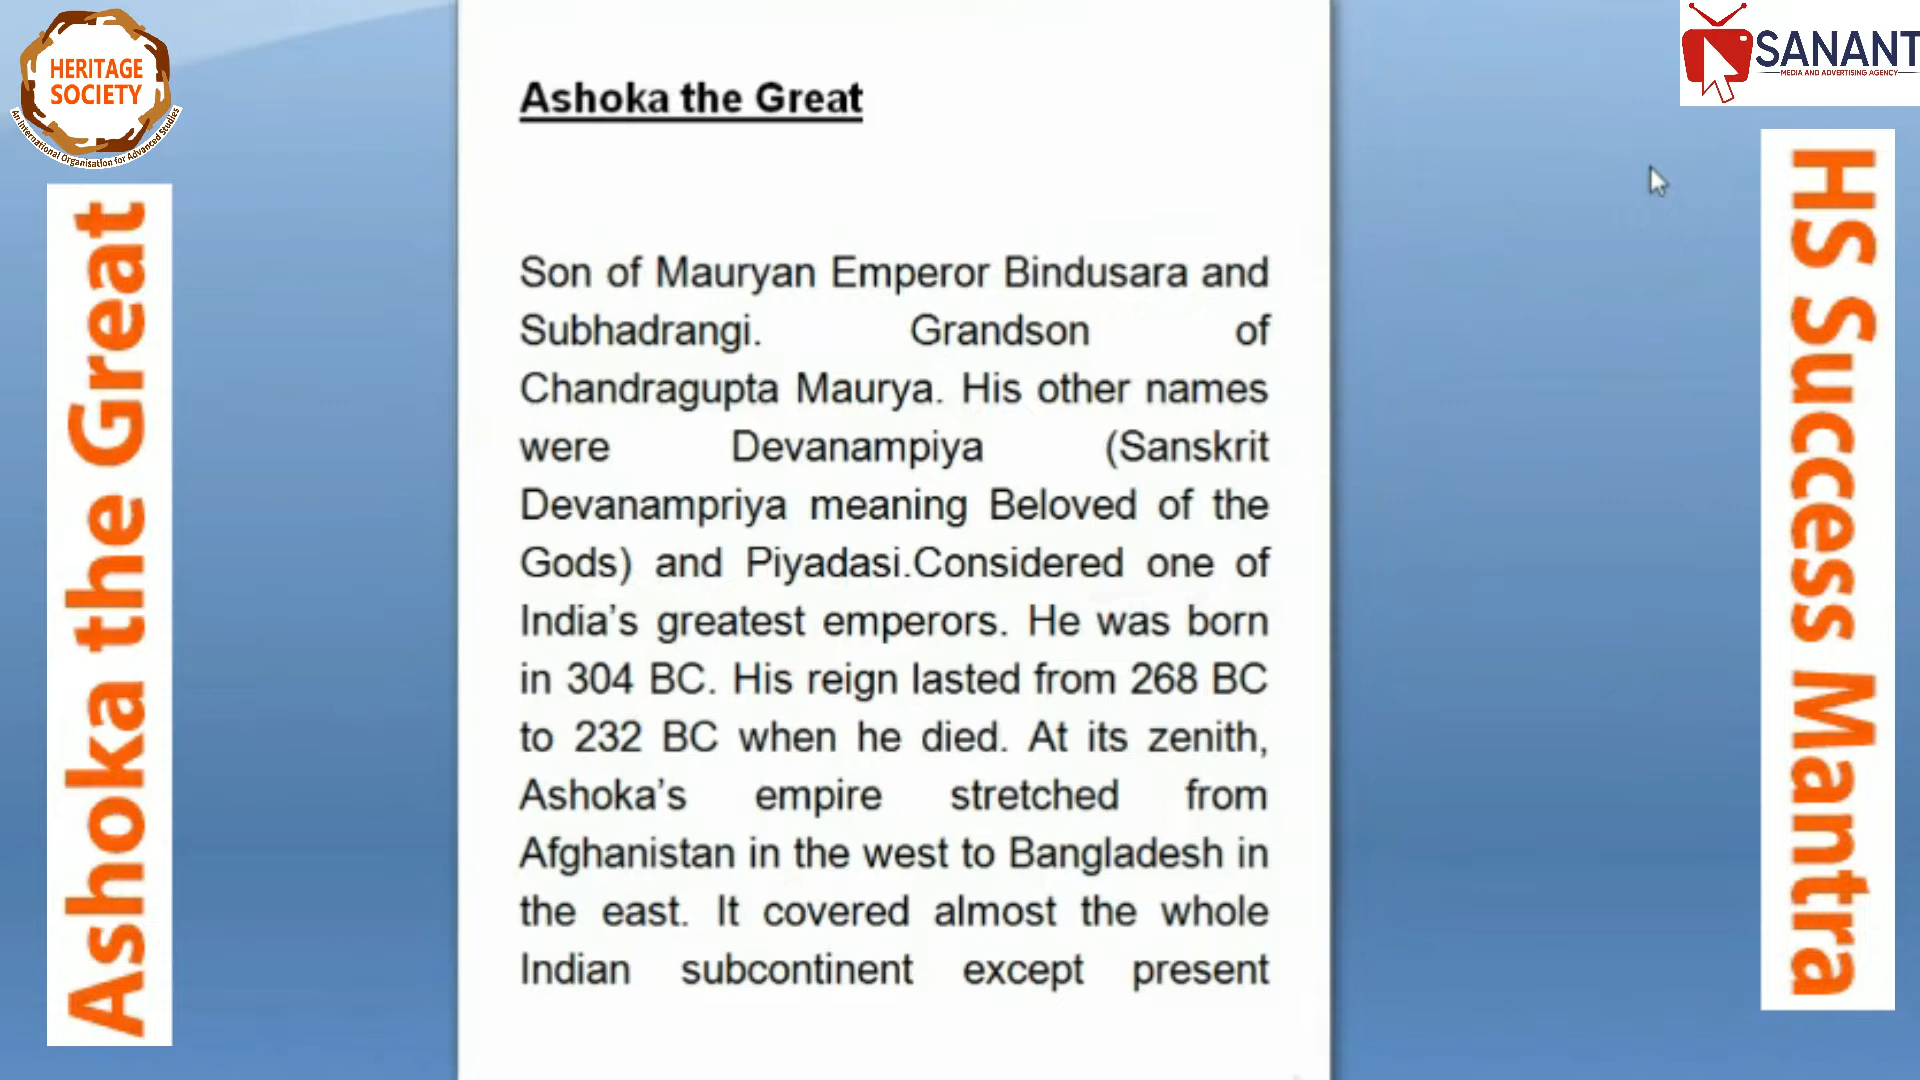 HERITAGE
SOCIETY
An International Organisation for Advanced Studies
Ashoka the Great
Ashoka the Great
Son of Mauryan Emperor Bindusara and
Subhadrangi. Grandson of
Chandragupta Maurya. His other names
were Devanampiya (Sanskrit
Devanampriya meaning Beloved of the
Gods) and Piyadasi.Considered one of
India’s greatest emperors. He was born
in 304 BC. His reign lasted from 268 BC
to 232 BC when he died. At its zenith,
Ashoka’s empire stretched from
Afghanistan in the west to Bangladesh in
the east. It covered almost the whole
Indian subcontinent except present
SANANT
MEDIA AND ADVERTISING AGENCY
HS Success Mantra